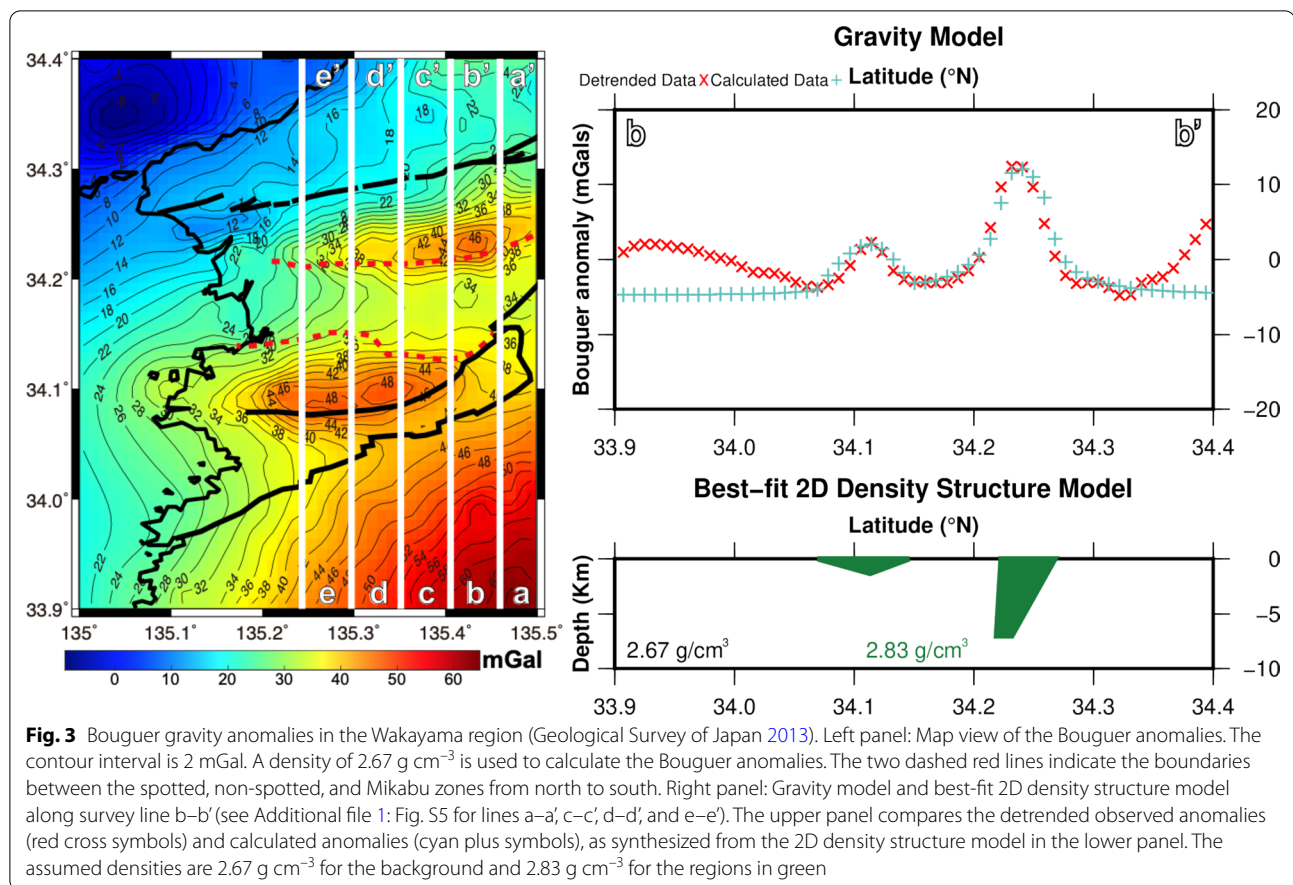 Gravity Model
Detrended Data × Calculated Data + Latitude (°N)
34.4°
34.3°
34.2°
34.1°
34.0°
33.9°
e' d' c' b' a'
e d c b a
135° 135.1° 135.2° 135.3° 135.4° 135.5°
mGal
0 10 20 30 40 50 60
b b'
Bouguer anomaly (mGals)
20
10
0
−10
−20
33.9 34.0 34.1 34.2 34.3 34.4
Best−fit 2D Density Structure Model
Latitude (°N)
Depth (Km)
0
−5
−10
2.67 g/cm³ 2.83 g/cm³
33.9 34.0 34.1 34.2 34.3 34.4
Fig. 3 Bouguer gravity anomalies in the Wakayama region (Geological Survey of Japan 2013). Left panel: Map view of the Bouguer anomalies. The
contour interval is 2 mGal. A density of 2.67 g cm⁻³ is used to calculate the Bouguer anomalies. The two dashed red lines indicate the boundaries
between the spotted, non-spotted, and Mikabu zones from north to south. Right panel: Gravity model and best-fit 2D density structure model
along survey line b–b′ (see Additional file 1: Fig. S5 for lines a–a′, c–c′, d–d′, and e–e′). The upper panel compares the detrended observed anomalies
(red cross symbols) and calculated anomalies (cyan plus symbols), as synthesized from the 2D density structure model in the lower panel. The
assumed densities are 2.67 g cm⁻³ for the background and 2.83 g cm⁻³ for the regions in green